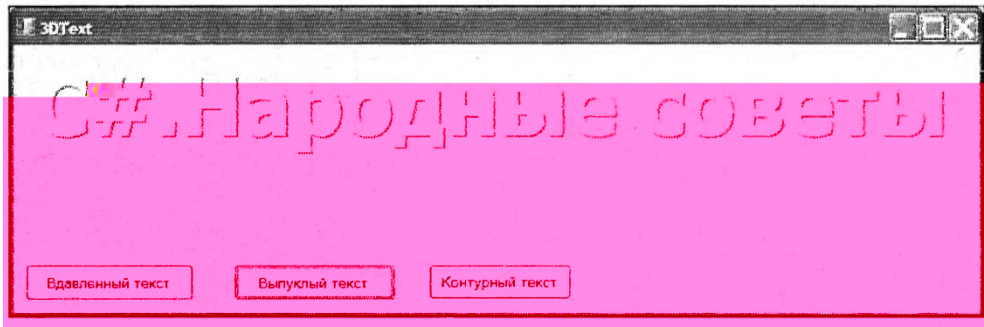 3DText
C#.Народные советы
Вдавленный текст Выпуклый текст Контурный текст